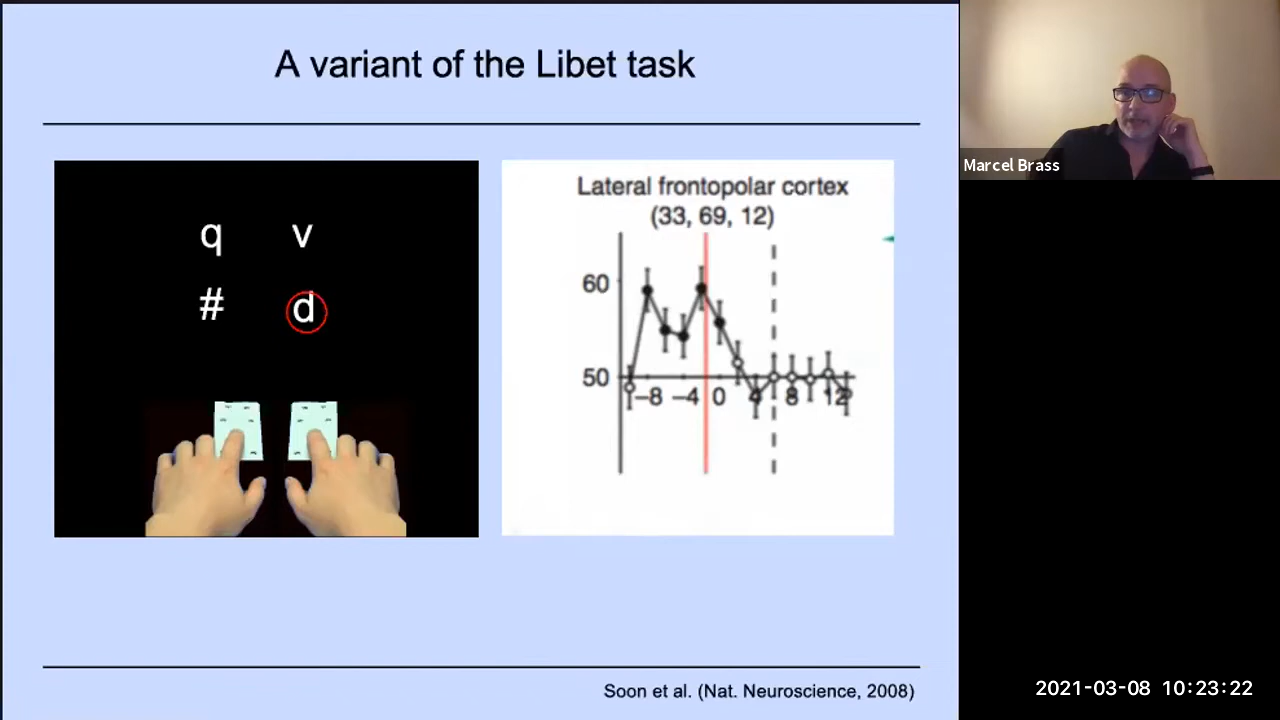 A variant of the Libet task
q v
# d
Lateral frontopolar cortex
(33, 69, 12)
60
50
–8 –4 0 4 8 12
Soon et al. (Nat. Neuroscience, 2008)
Marcel Brass
2021-03-08 10:23:22